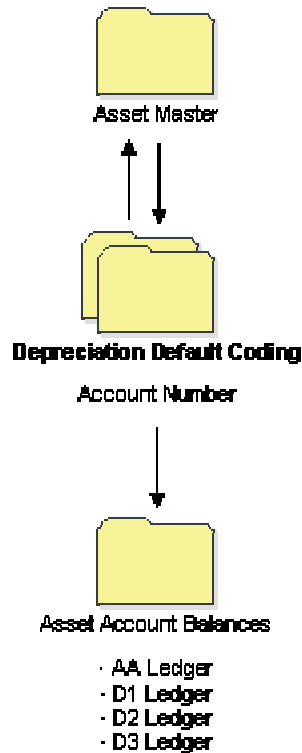 Asset Master
Depreciation Default Coding
Account Number
Asset Account Balances
· AA Ledger
· D1 Ledger
· D2 Ledger
· D3 Ledger